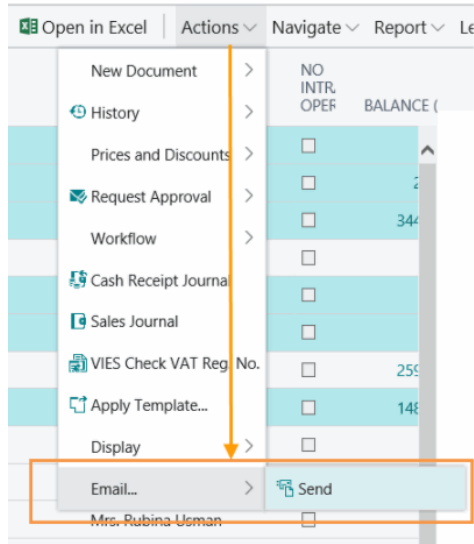 Open in Excel Actions Navigate Report Le
New Document
NO
INTR.
OPER
BALANCE (
History
Prices and Discounts
2
Request Approval
344
Workflow
Cash Receipt Journal
Sales Journal
VIES Check VAT Reg. No.
259
Apply Template...
148
Display
Email...
Send
Mrs. Rubina Usman